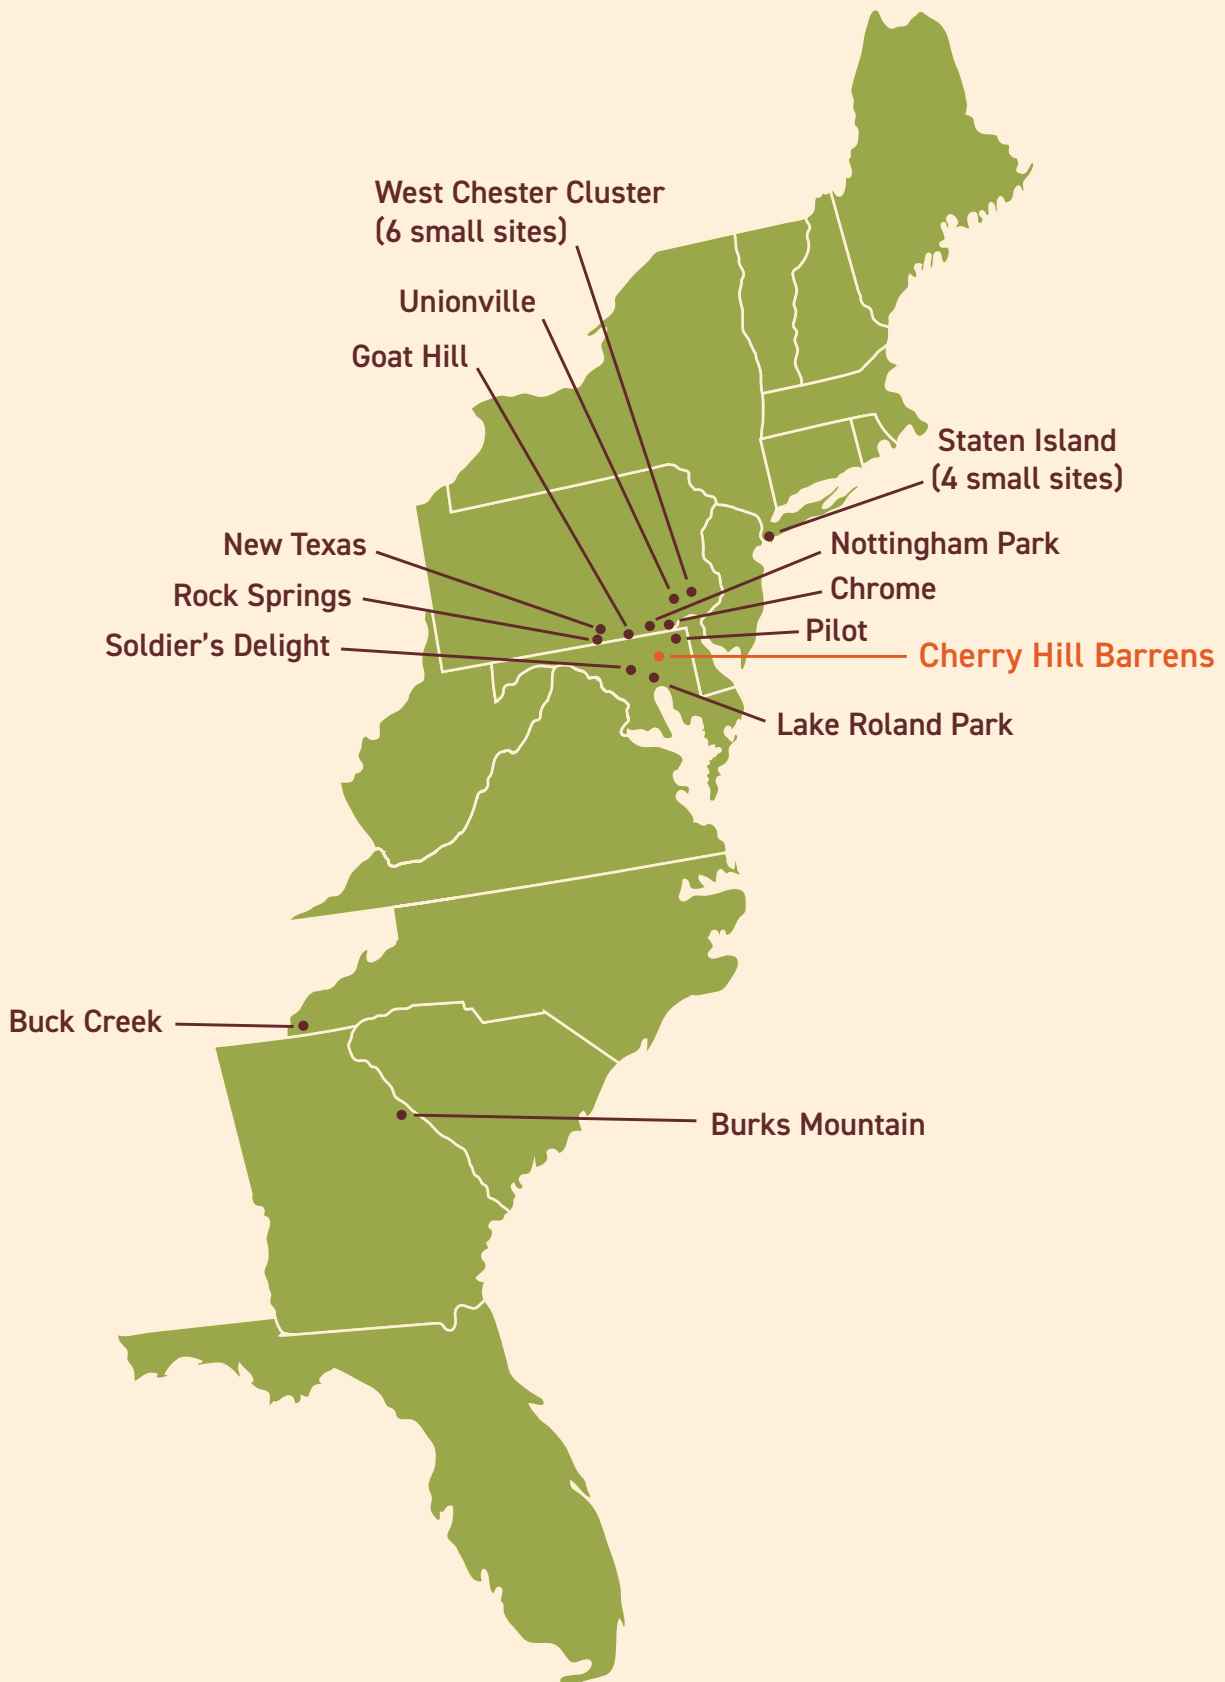 West Chester Cluster
(6 small sites)
Unionville
Goat Hill
Staten Island
(4 small sites)
New Texas
Nottingham Park
Rock Springs
Chrome
Soldier’s Delight
Pilot
Cherry Hill Barrens
Lake Roland Park
Buck Creek
Burks Mountain